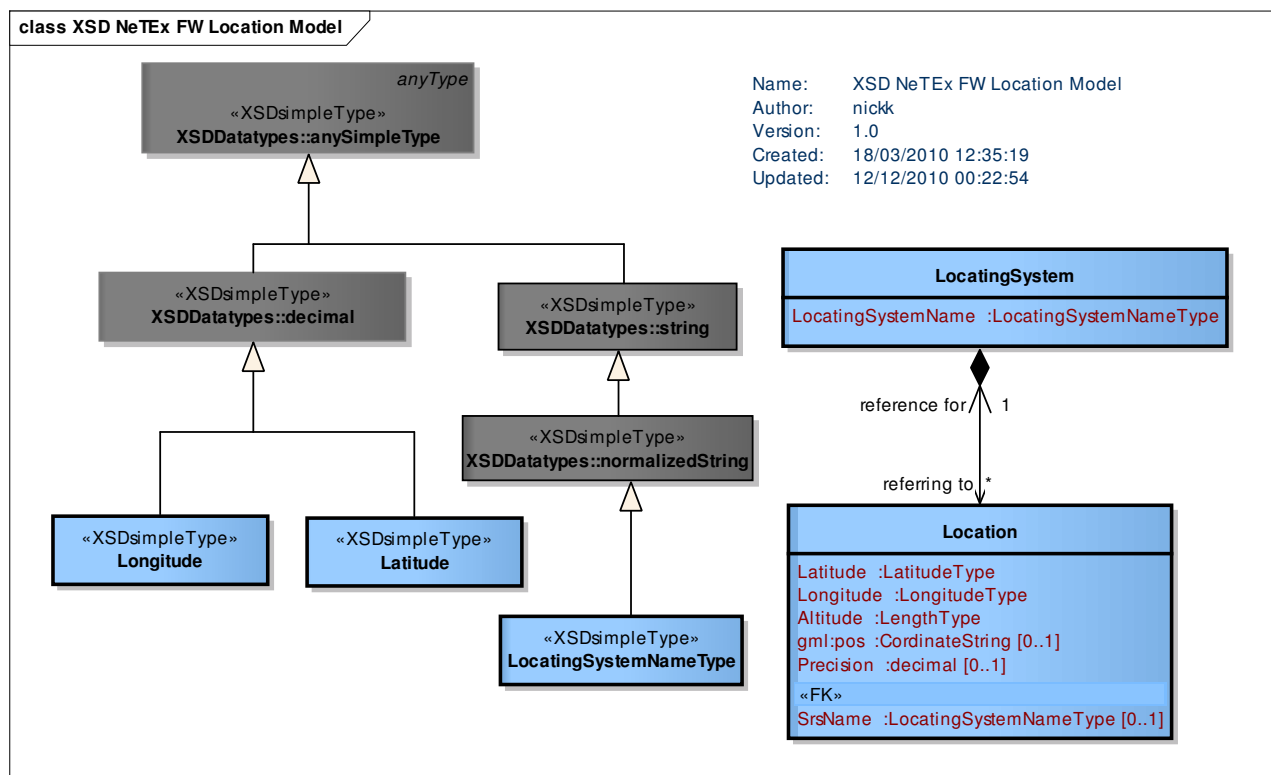 class XSD NeTEx FW Location Model
anyType
«XSDsimpleType»
XSDDatatypes::anySimpleType
Name: XSD NeTEx FW Location Model
Author: nickk
Version: 1.0
Created: 18/03/2010 12:35:19
Updated: 12/12/2010 00:22:54
«XSDsimpleType»
XSDDatatypes::decimal
«XSDsimpleType»
XSDDatatypes::string
LocatingSystem
LocatingSystemName :LocatingSystemNameType
reference for 1
«XSDsimpleType»
XSDDatatypes::normalizedString
referring to *
«XSDsimpleType»
Longitude
«XSDsimpleType»
Latitude
«XSDsimpleType»
LocatingSystemNameType
Location
Latitude :LatitudeType
Longitude :LongitudeType
Altitude :LengthType
gml:pos :CordinateString [0..1]
Precision :decimal [0..1]
«FK»
SrsName :LocatingSystemNameType [0..1]